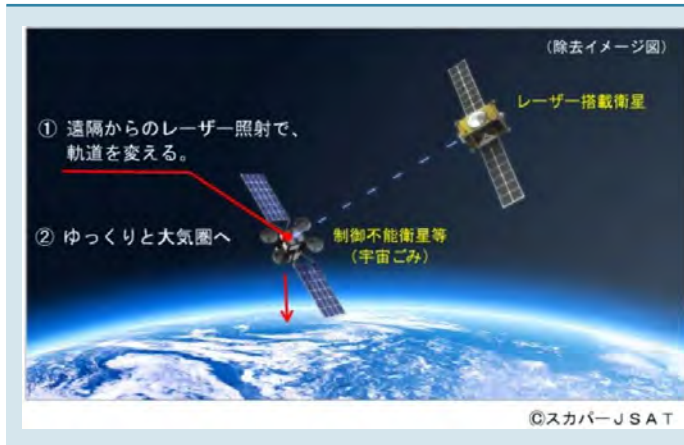 (除去イメージ図)
レーザー搭載衛星
① 遠隔からのレーザー照射で、
軌道を変える。
② ゆっくりと大気圏へ
制御不能衛星等
(宇宙ごみ)
©スカパーJSAT